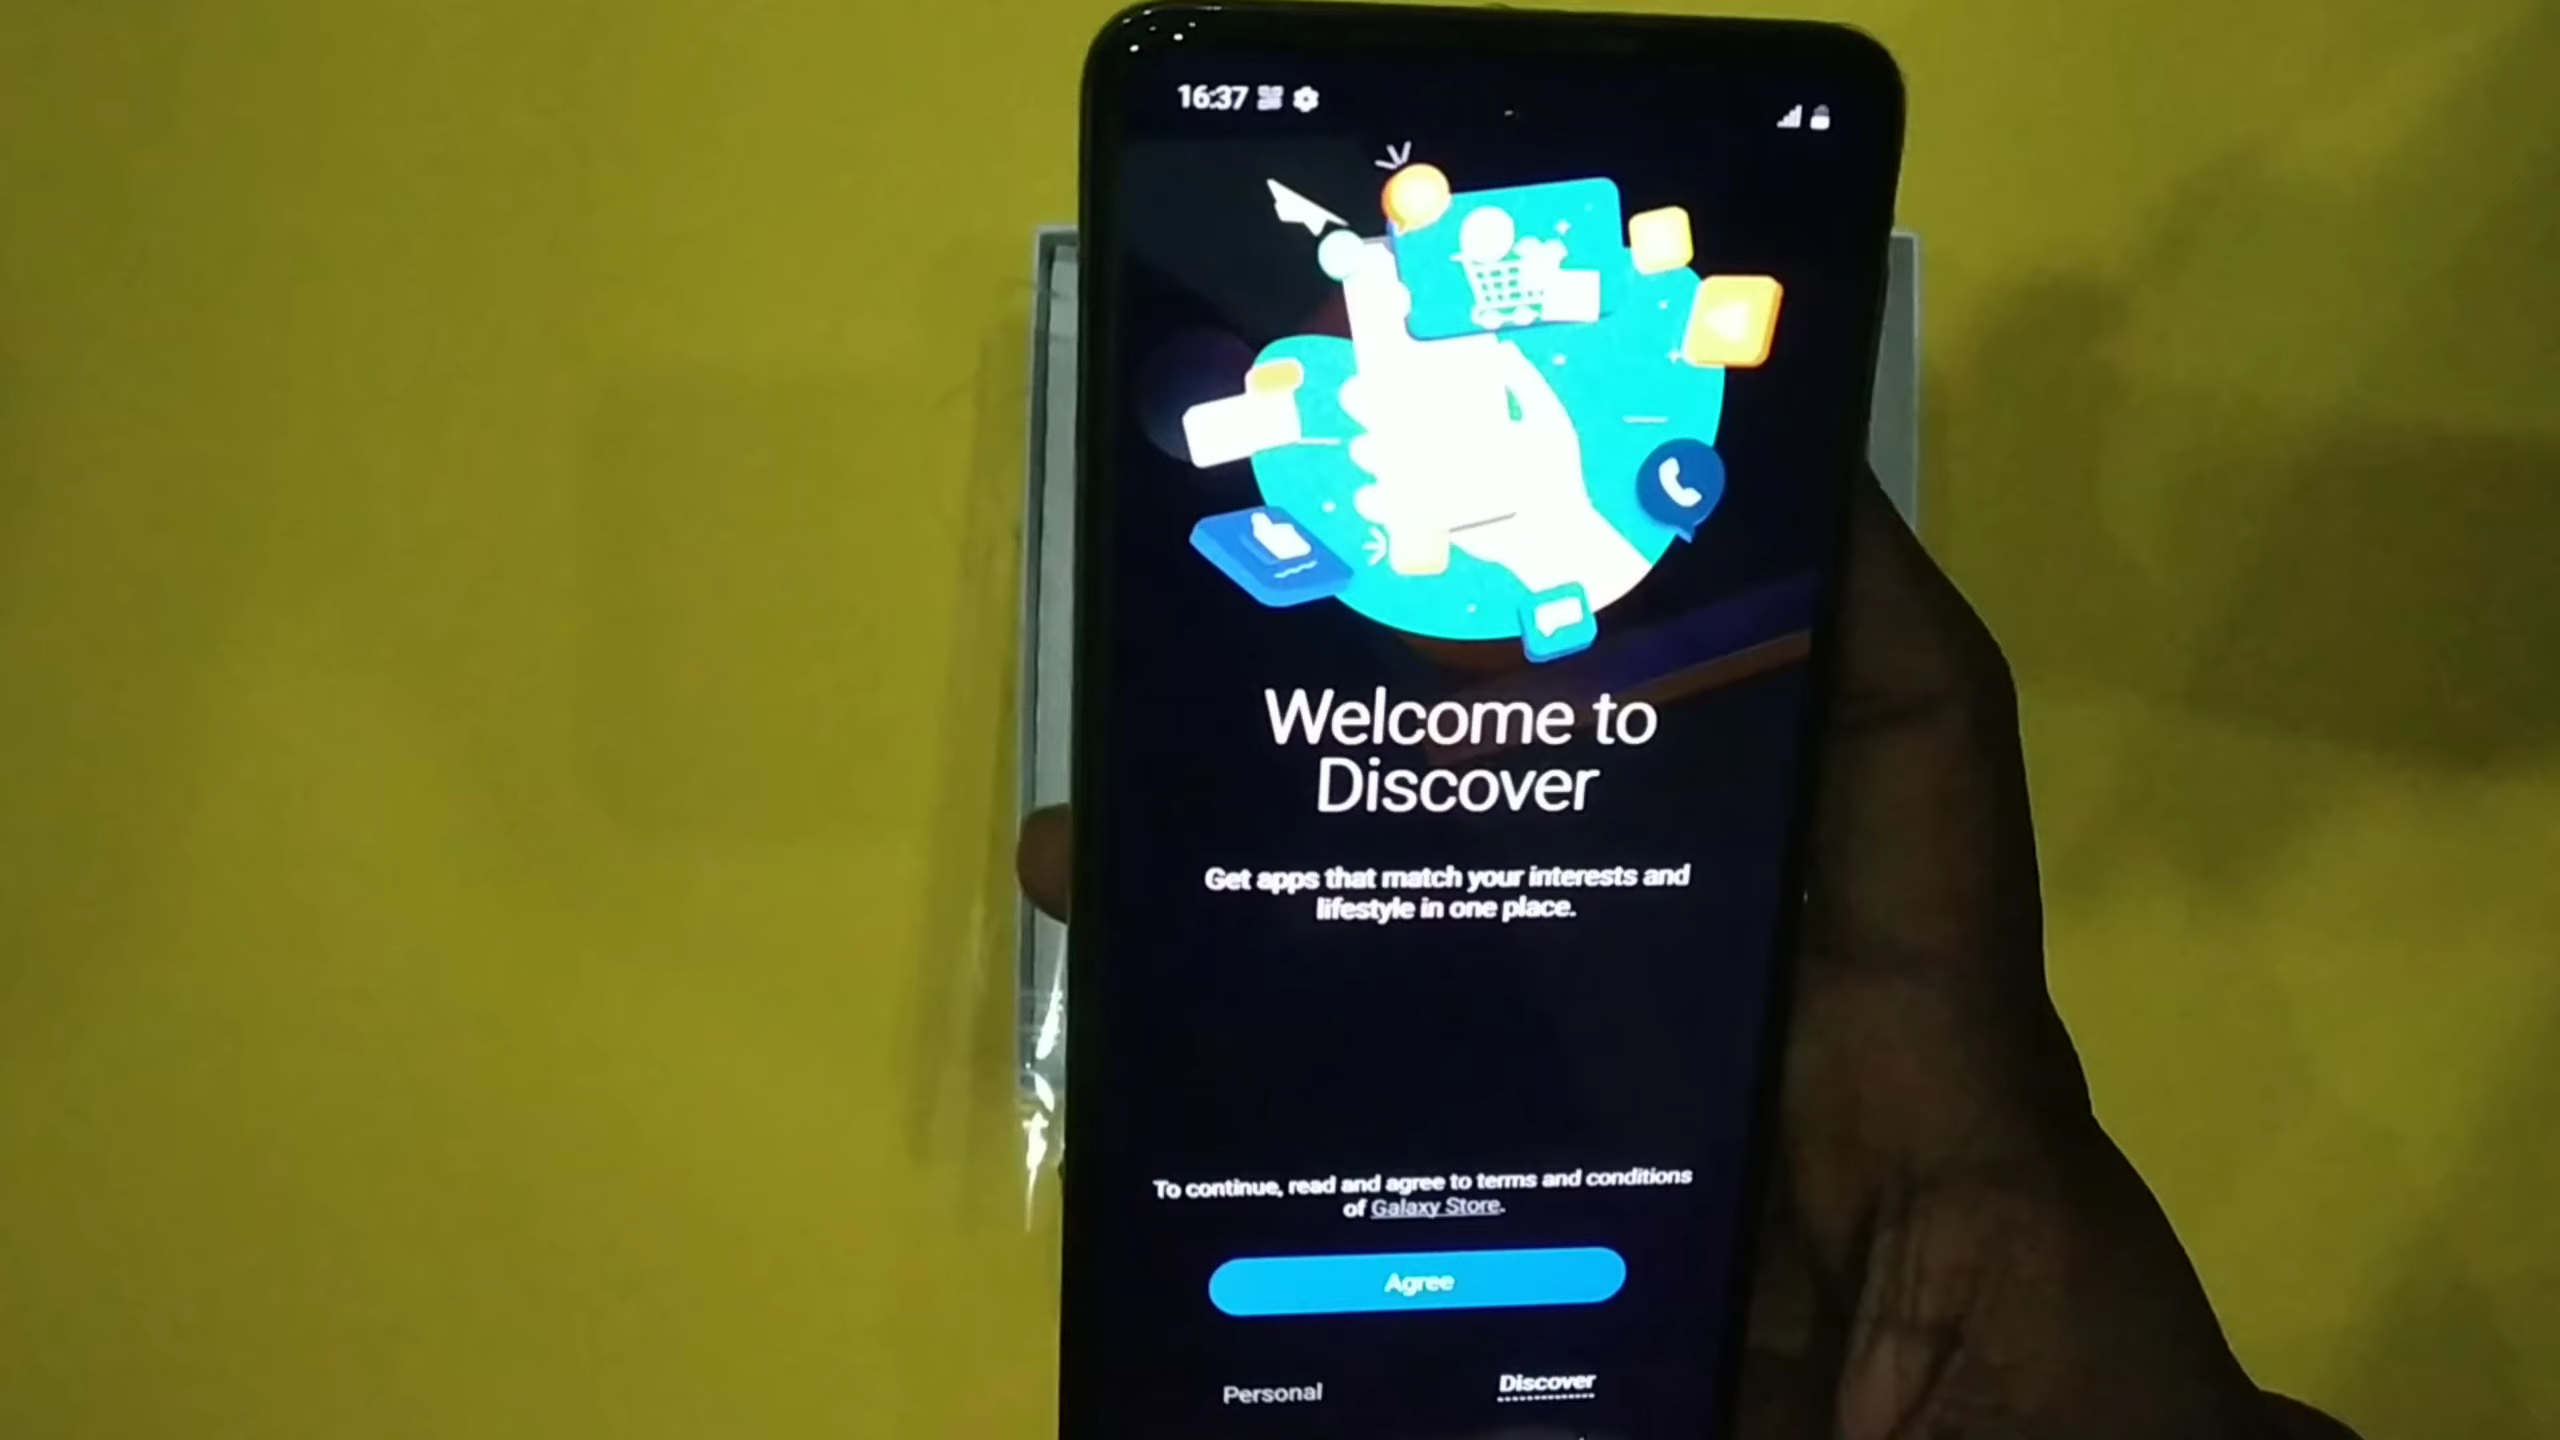 16:37
Welcome to
Discover
Get apps that match your interests and
lifestyle in one place.
To continue, read and agree to terms and conditions
of Galaxy Store.
Agree
Personal
Discover